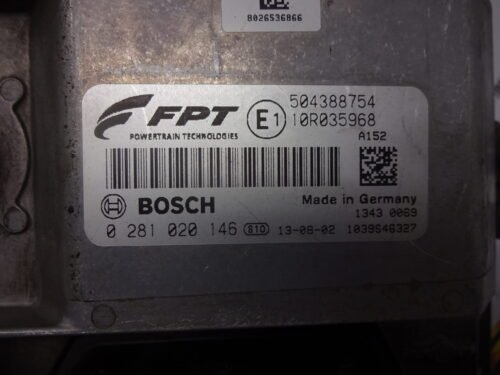 8026536866
FPT
POWERTRAIN TECHNOLOGIES
E1
504388754
10R035968
A152
BOSCH
Made in Germany
1343 0069
0 281 020 146 810 13-08-02 1039S46327